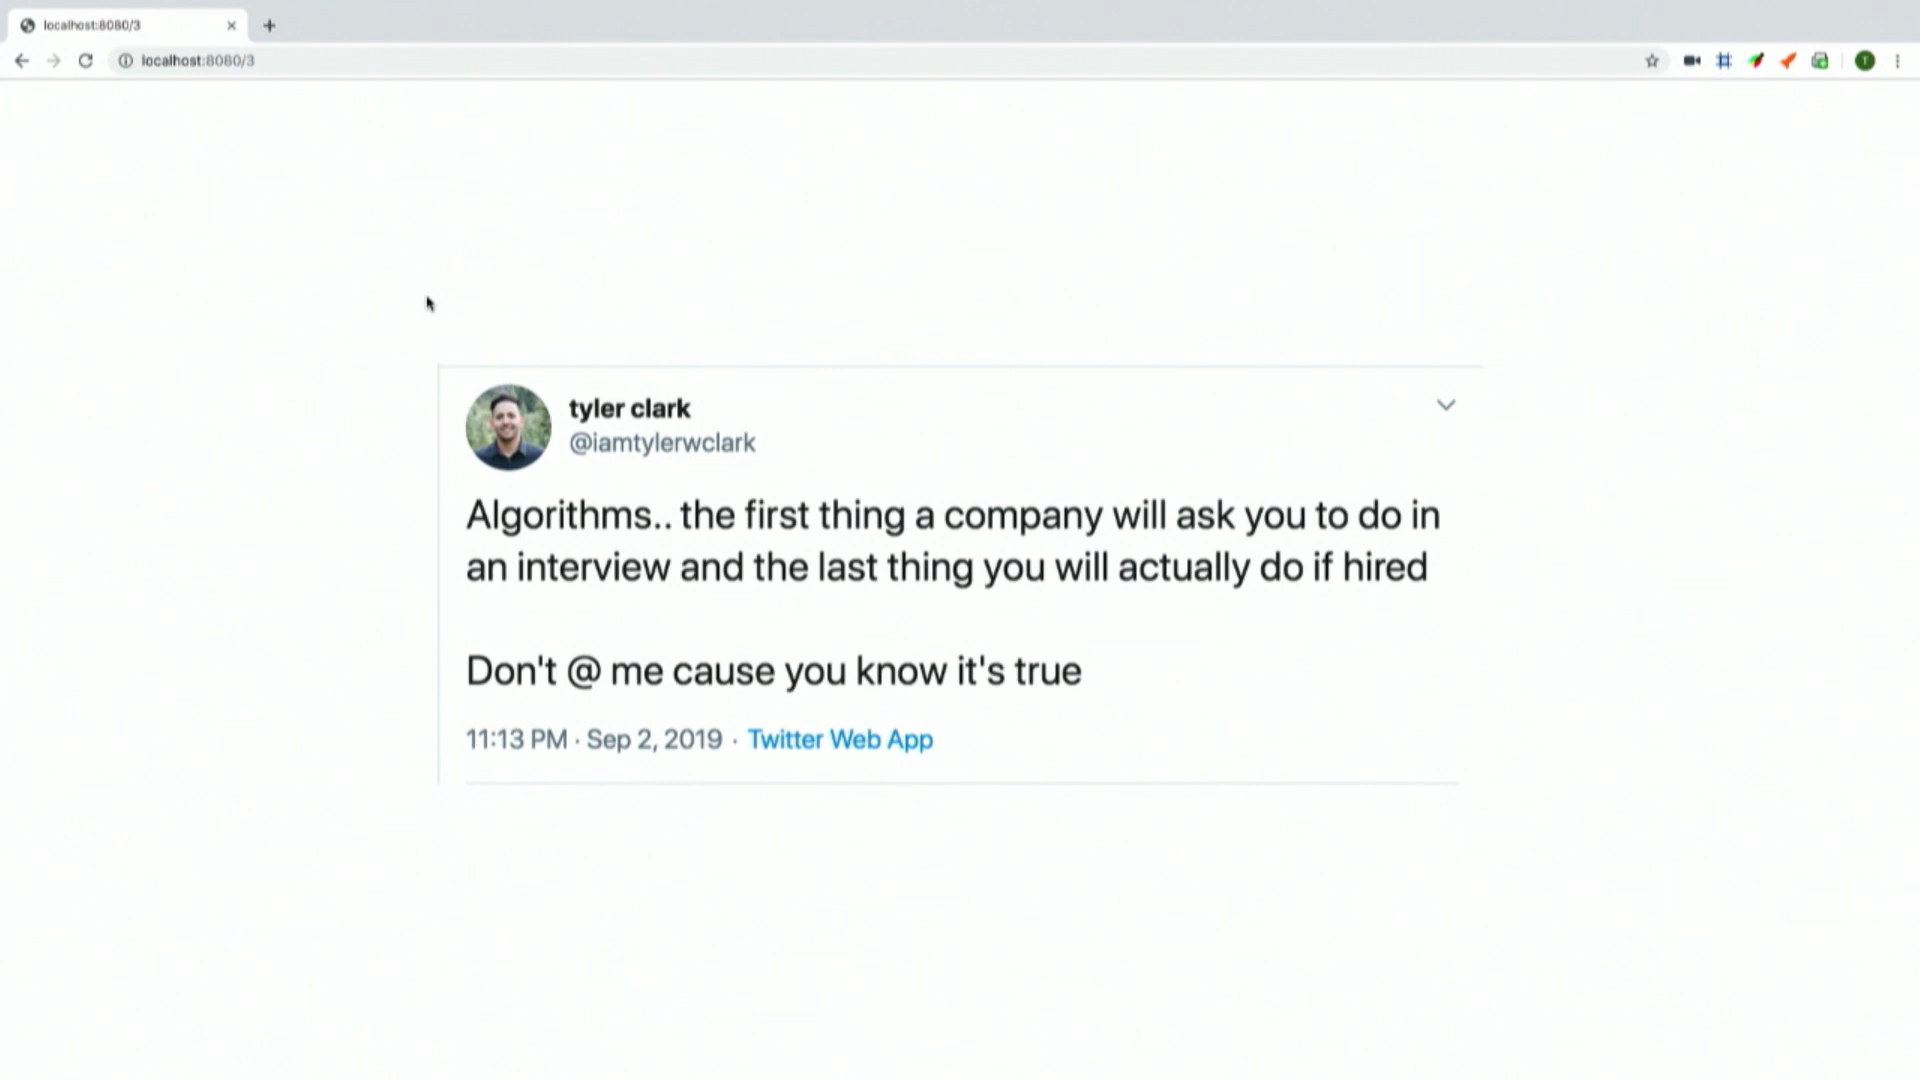 localhost:8080/3
localhost:8080/3
T
tyler clark
@iamtylerwclark
Algorithms.. the first thing a company will ask you to do in
an interview and the last thing you will actually do if hired
Don't @ me cause you know it's true
11:13 PM · Sep 2, 2019 · Twitter Web App